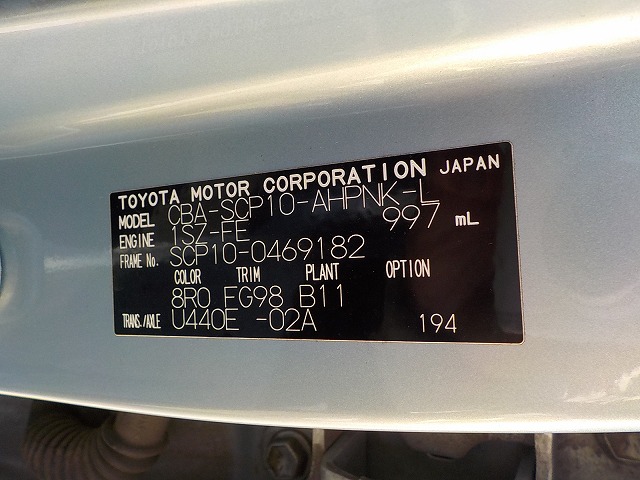 TOYOTA MOTOR CORPORATION JAPAN
MODEL CBA-SCP10-AHPNK-L
ENGINE 1SZ-FE 997 mL
FRAME No. SCP10-0469182
COLOR TRIM PLANT OPTION
8R0 EG98 B11
TRANS./AXLE U440E -02A 194